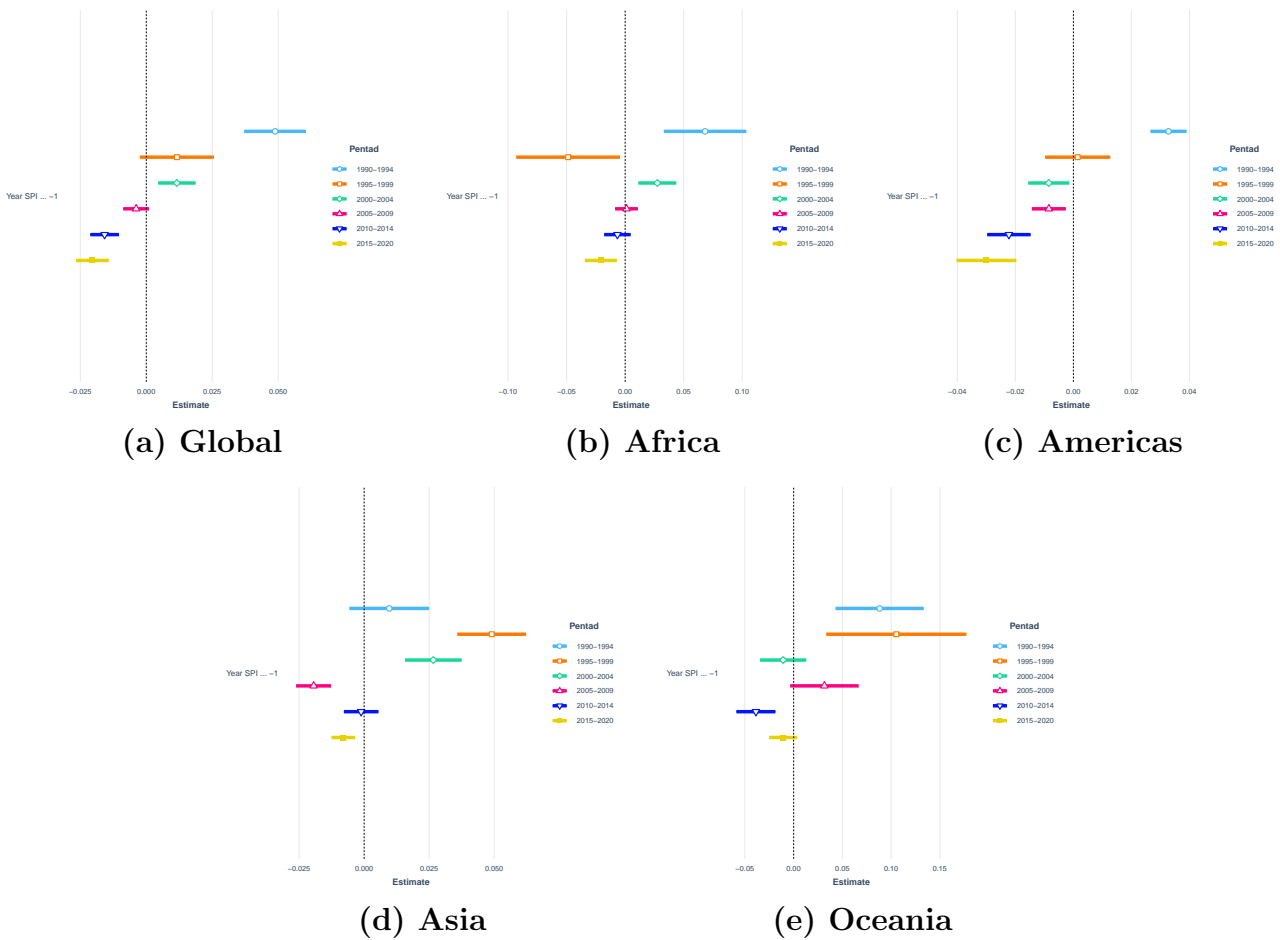 Pentad
1990–1994
1995–1999
2000–2004
2005–2009
2010–2014
2015–2020
Year SPI ... –1
–0.025 0.000 0.025 0.050
Estimate
(a) Global
Pentad
1990–1994
1995–1999
2000–2004
2005–2009
2010–2014
2015–2020
Year SPI ... –1
–0.10 –0.05 0.00 0.05 0.10
Estimate
(b) Africa
Pentad
1990–1994
1995–1999
2000–2004
2005–2009
2010–2014
2015–2020
Year SPI ... –1
–0.04 –0.02 0.00 0.02 0.04
Estimate
(c) Americas
Pentad
1990–1994
1995–1999
2000–2004
2005–2009
2010–2014
2015–2020
Year SPI ... –1
–0.025 0.000 0.025 0.050
Estimate
(d) Asia
Pentad
1990–1994
1995–1999
2000–2004
2005–2009
2010–2014
2015–2020
Year SPI ... –1
–0.05 0.00 0.05 0.10 0.15
Estimate
(e) Oceania